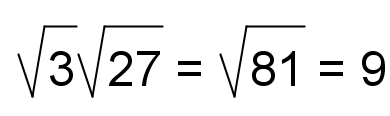 √3√27 = √81 = 9